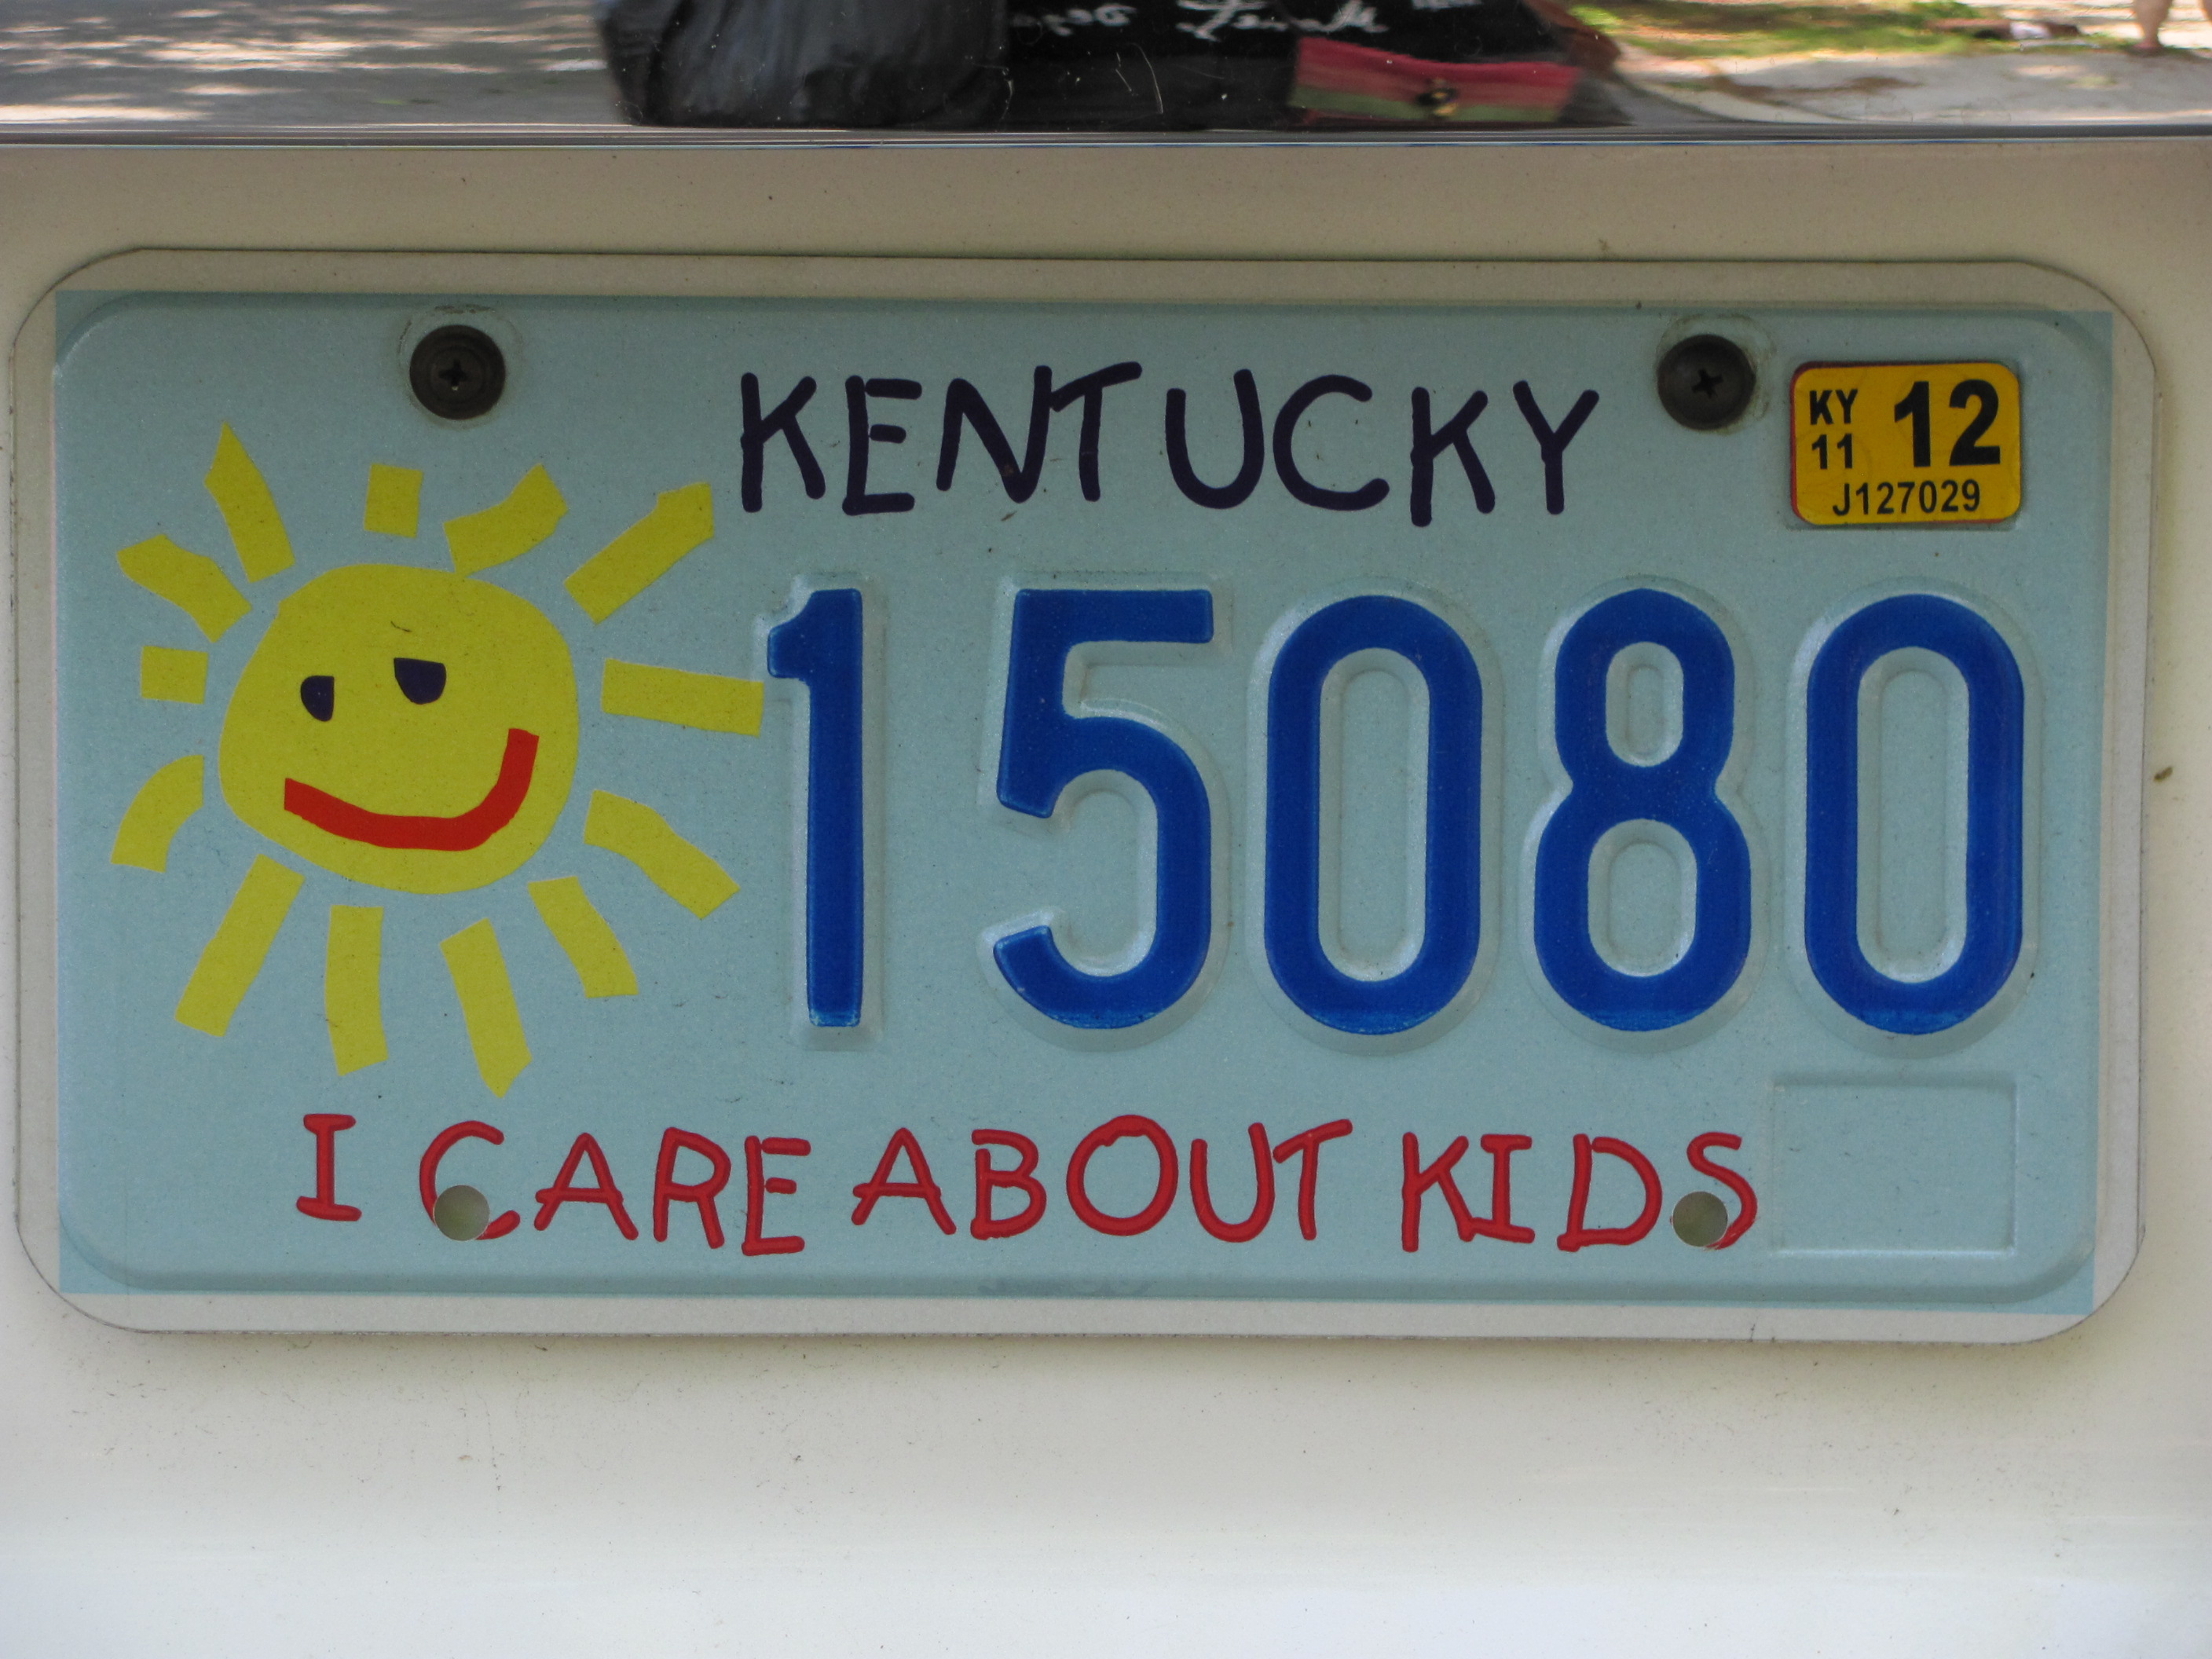 KENTUCKY
KY 12
11
J127029
15080
I CARE ABOUT KIDS